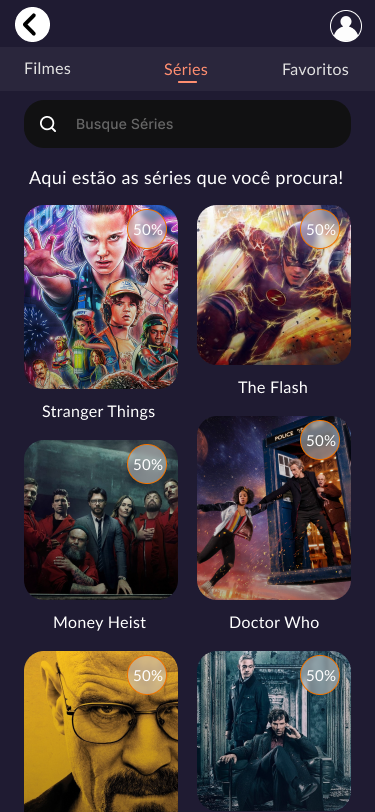 Filmes
Séries
Favoritos
Busque Séries
Aqui estão as séries que você procura!
50%
50%
Stranger Things
The Flash
50%
50%
POLICE
Money Heist
Doctor Who
50%
50%